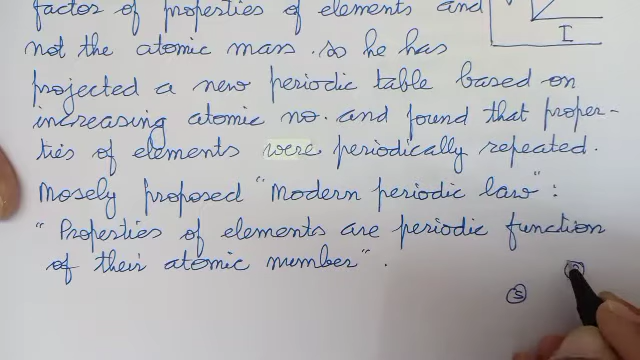 factor of properties of elements and
not the atomic mass. so he has
projected a new periodic table based on
increasing atomic no. and found that proper-
ties of elements were periodically repeated.
Mosely proposed "Modern periodic law":
"Properties of elements are periodic function
of their atomic number".
I
S